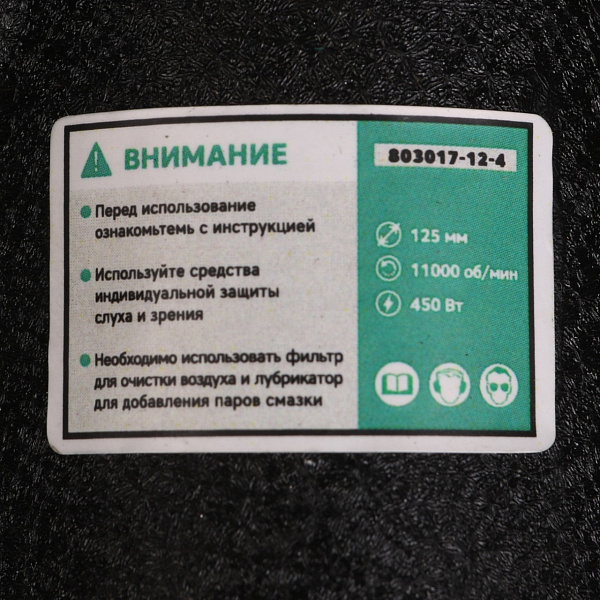 ВНИМАНИЕ
Перед использование
ознакомьтемь с инструкцией
Используйте средства
индивидуальной защиты
слуха и зрения
Необходимо использовать фильтр
для очистки воздуха и лубрикатор
для добавления паров смазки
803017-12-4
125 мм
11000 об/мин
450 Вт